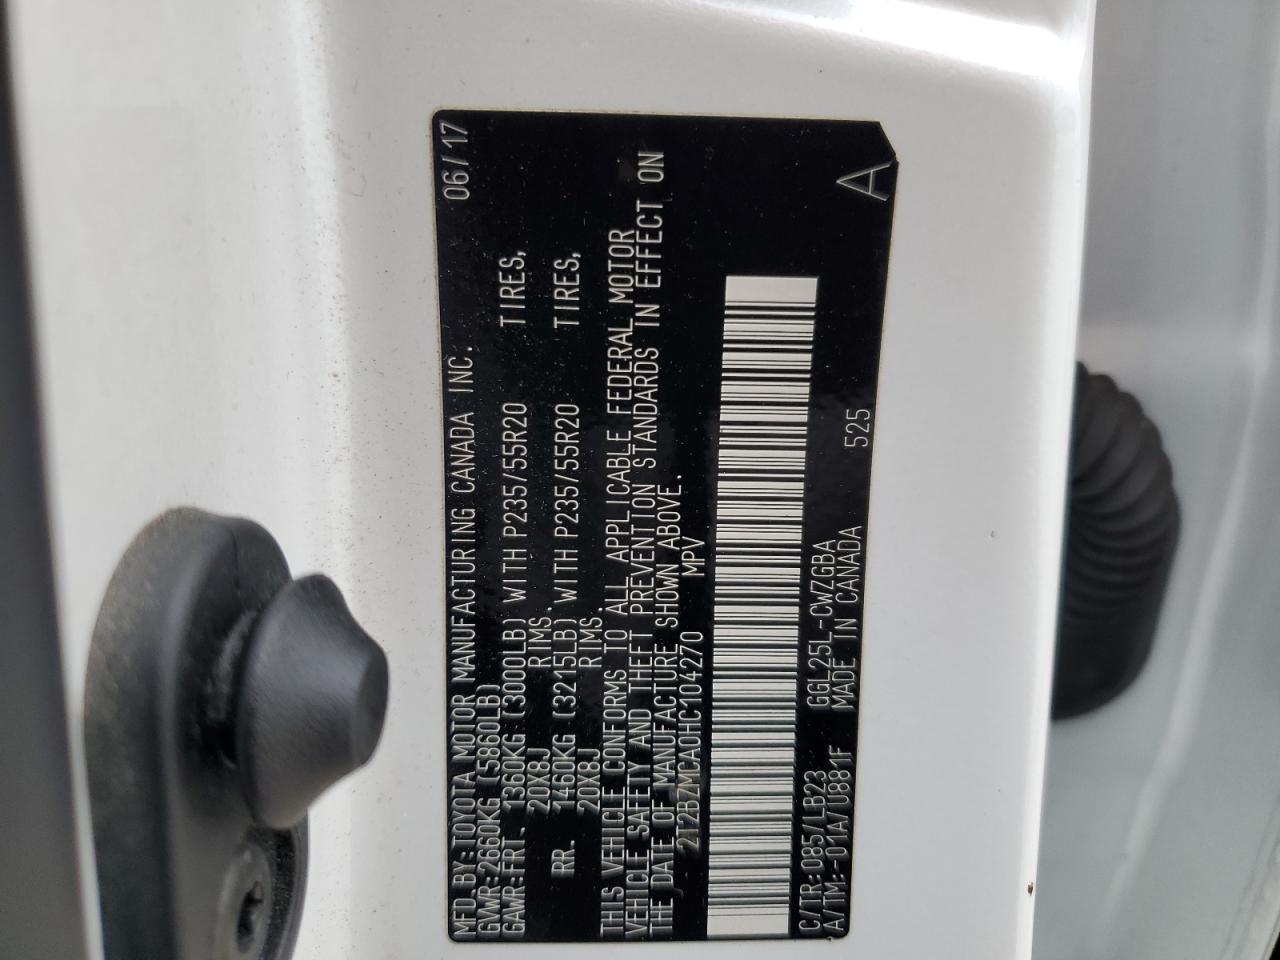 MFD.BY:TOYOTA MOTOR MANUFACTURING CANADA INC. 06/17
GVWR:2660KG (5860LB)
GAWR:FRT. 1360KG (3000LB) WITH P235/55R20 TIRES,
20X8J RIMS.
RR. 1460KG (3215LB) WITH P235/55R20 TIRES,
20X8J RIMS.
THIS VEHICLE CONFORMS TO ALL APPLICABLE FEDERAL MOTOR
VEHICLE SAFETY AND THEFT PREVENTION STANDARDS IN EFFECT ON
THE DATE OF MANUFACTURE SHOWN ABOVE.
2T2BZMCA0HC104270 MPV
C/TR:085/LB23 GGL25L-CWZGBA
A/TM:-01A/U881F MADE IN CANADA 525
A